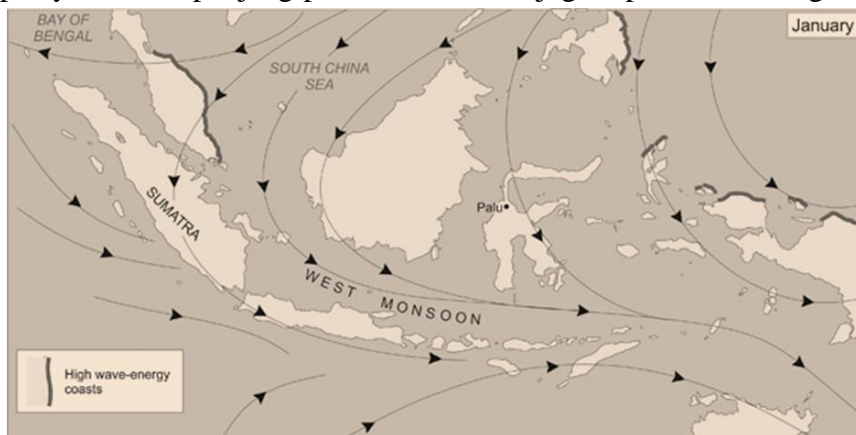 BAY OF
BENGAL
January
SOUTH CHINA
SEA
SUMATRA
Palu
WEST MONSOON
High wave-energy
coasts